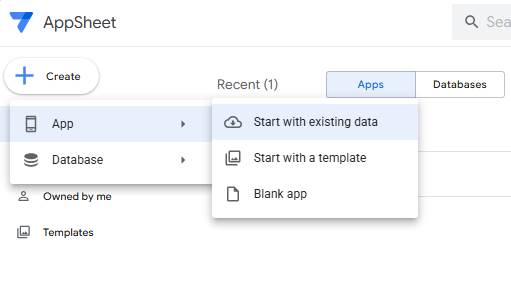 AppSheet
Sea
Create
Recent (1)
Apps
Databases
App
Start with existing data
Database
Start with a template
Blank app
Owned by me
Templates